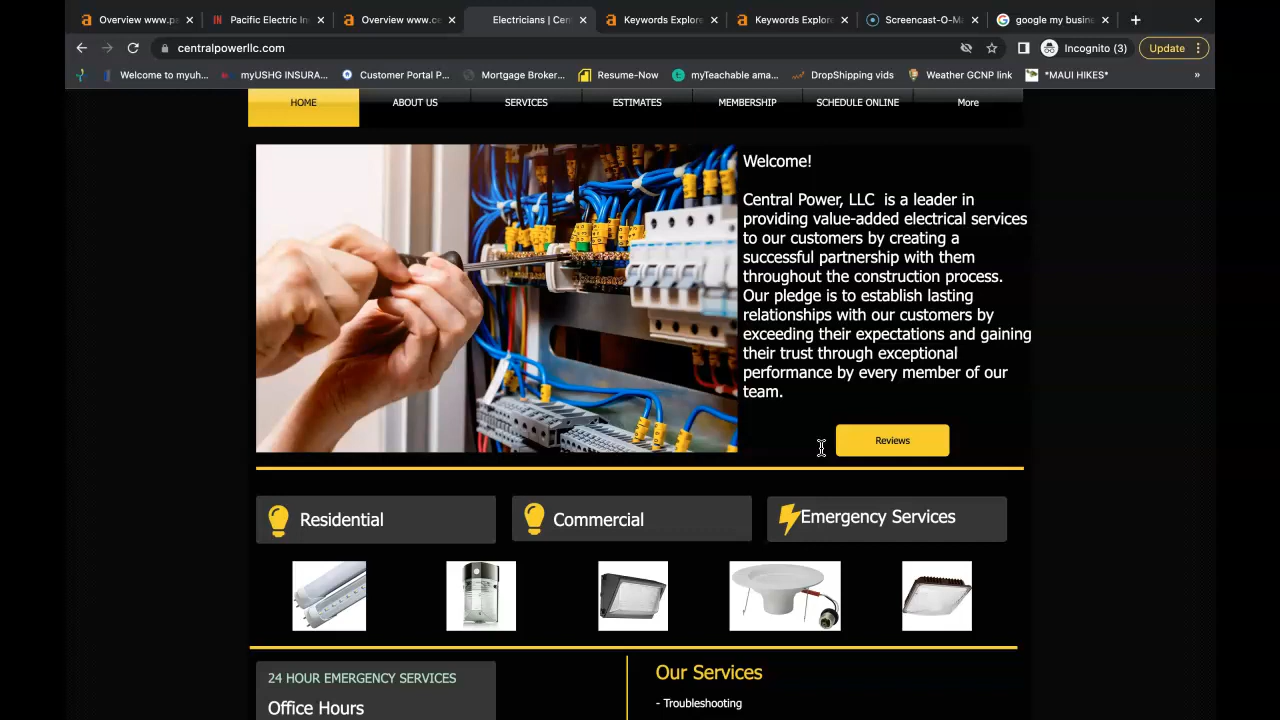 Overview www.p
Pacific Electric In
Overview www.c
Electricians | Cen
Keywords Explore
Keywords Explor
Screencast-O-Ma
google my busine
centralpowerllc.com
Incognito (3)
Update
Welcome to myuh...
myUSHG INSURA...
Customer Portal P...
Mortgage Broker...
Resume-Now
myTeachable ama...
DropShipping vids
Weather GCNP link
*MAUI HIKES*
»
HOME
ABOUT US
SERVICES
ESTIMATES
MEMBERSHIP
SCHEDULE ONLINE
More
Welcome!
Central Power, LLC is a leader in
providing value-added electrical services
to our customers by creating a
successful partnership with them
throughout the construction process.
Our pledge is to establish lasting
relationships with our customers by
exceeding their expectations and gaining
their trust through exceptional
performance by every member of our
team.
Reviews
Residential
Commercial
Emergency Services
24 HOUR EMERGENCY SERVICES
Office Hours
Our Services
- Troubleshooting